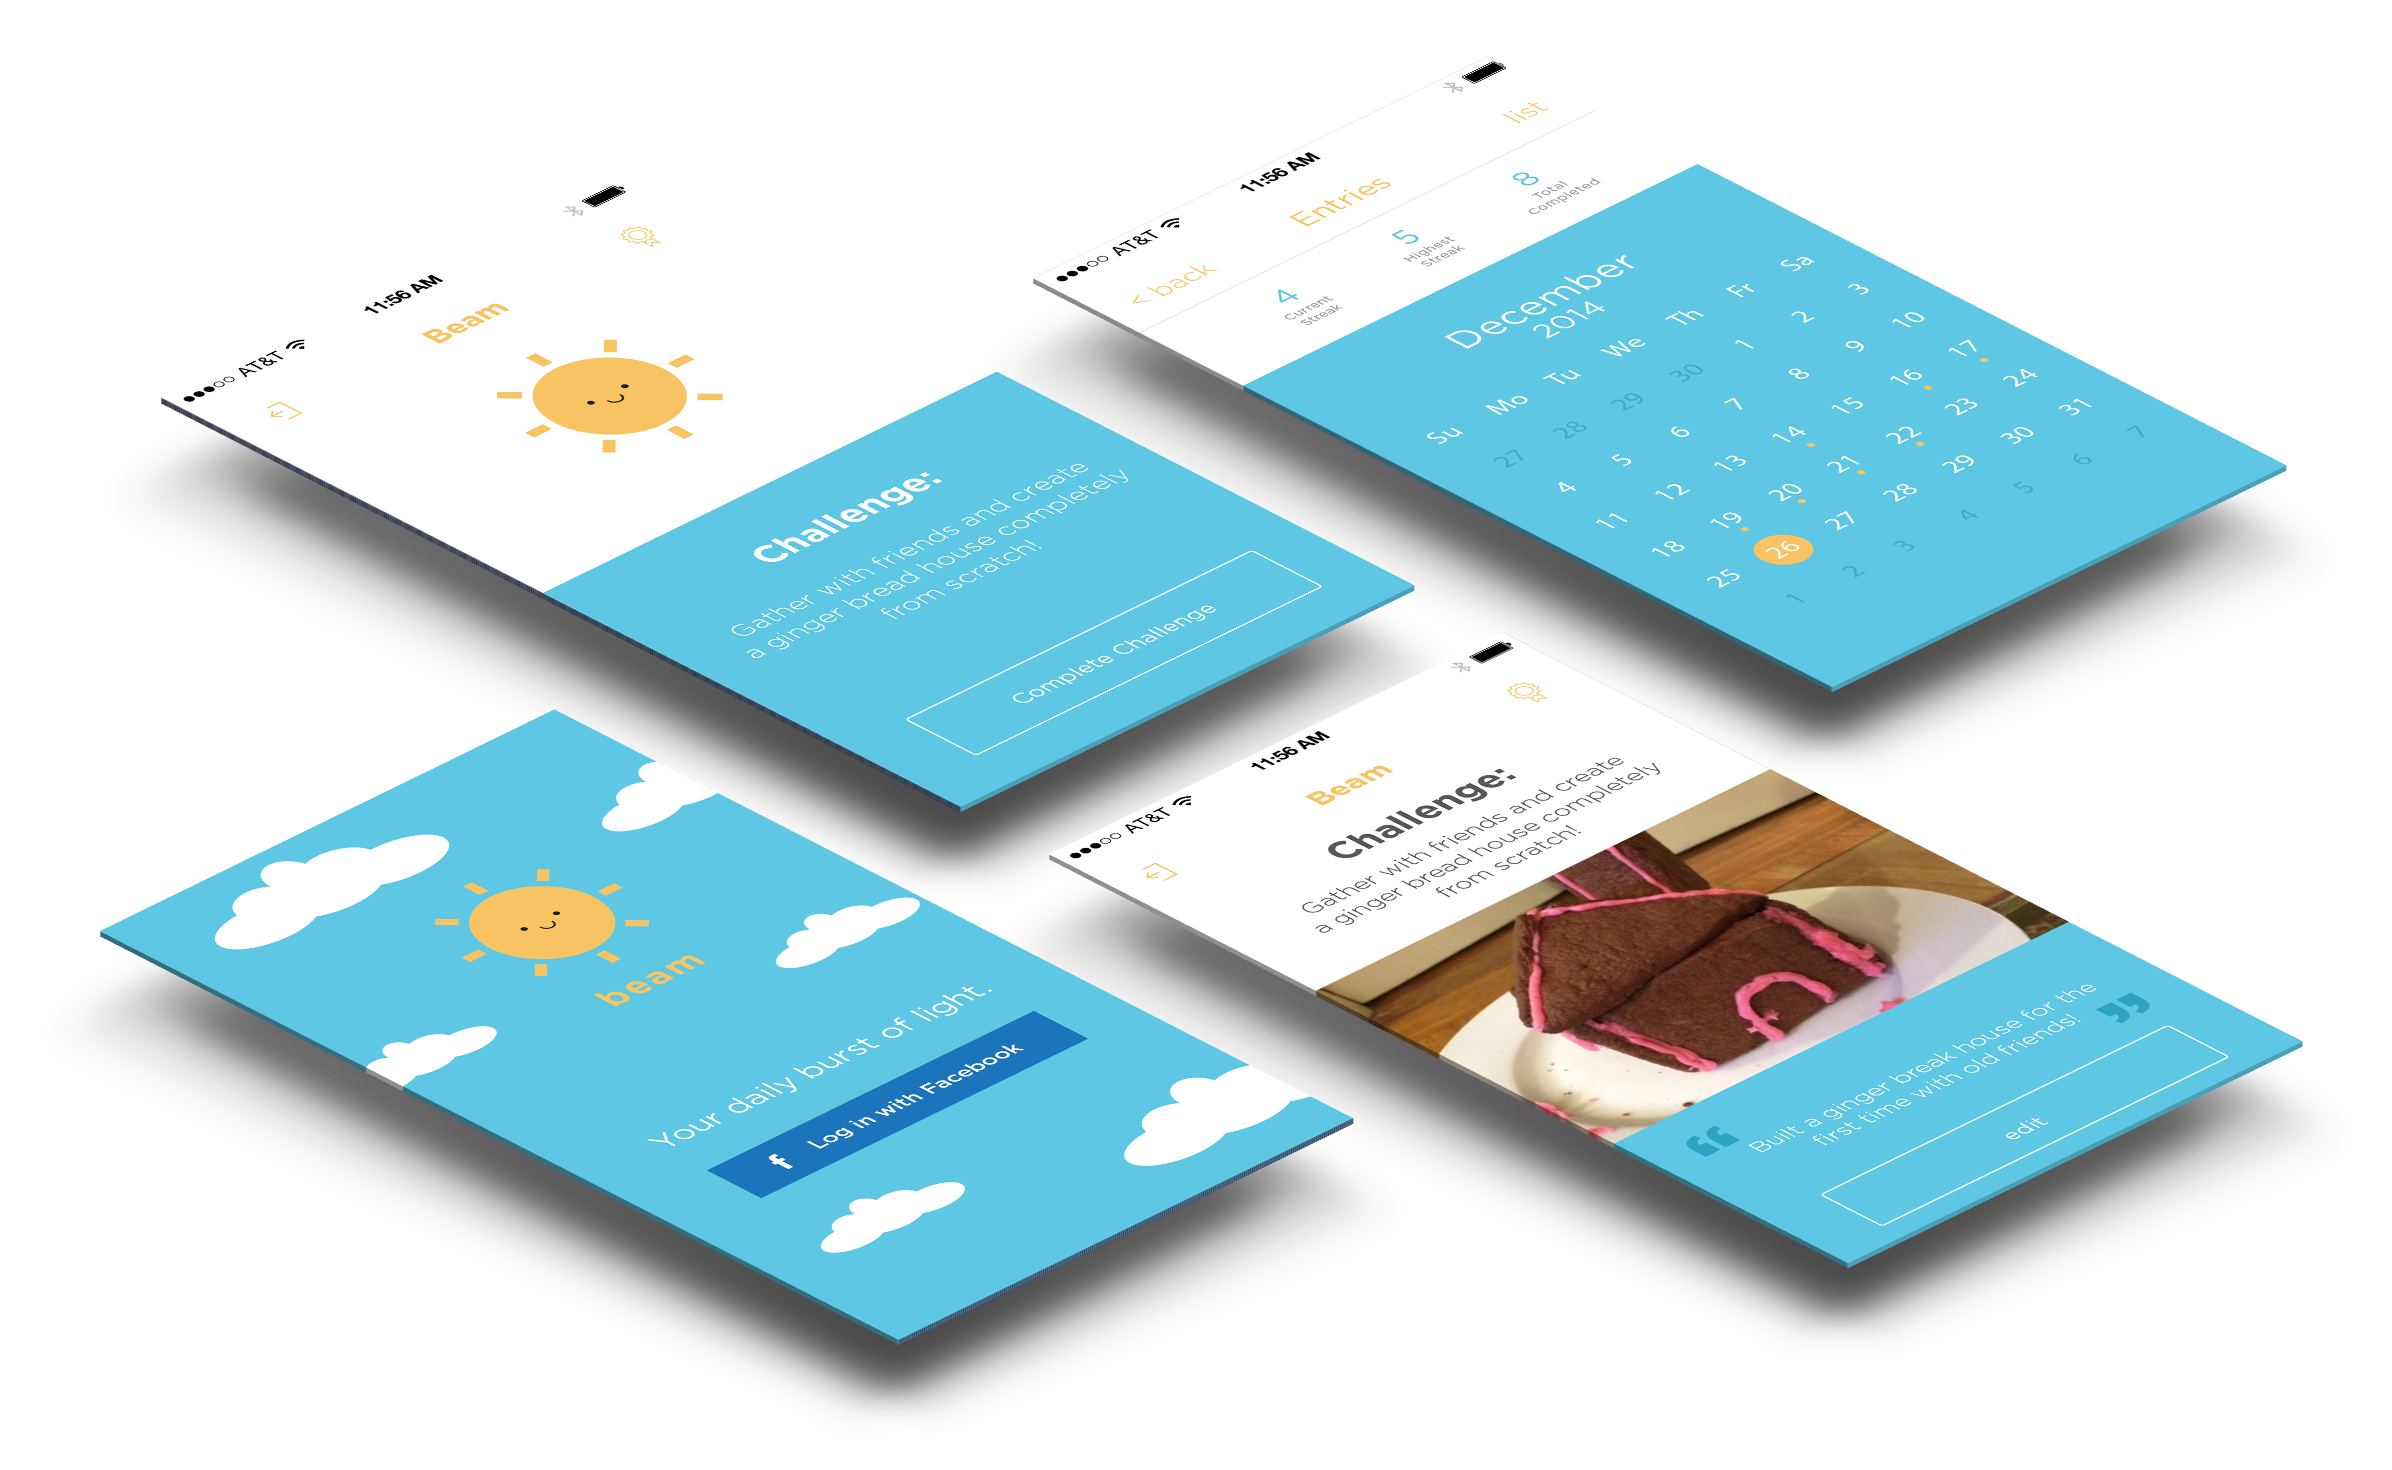 AT&T
11:56 AM
Beam
Challenge:
Gather with friends and create
a ginger bread house completely
from scratch!
Complete Challenge
AT&T
11:56 AM
< back
Entries
list
4
Current
Streak
5
Highest
Streak
8
Total
Completed
December
2014
Su Mo Tu We Th Fr Sa
27 28 29 30 1 2 3
4 5 6 7 8 9 10
11 12 13 14 15 16 17
18 19 20 21 22 23 24
25 26 27 28 29 30 31
1 2 3 4 5 6 7
beam
Your daily burst of light.
f Log in with Facebook
AT&T
11:56 AM
Beam
Challenge:
Gather with friends and create
a ginger bread house completely
from scratch!
“ Built a ginger break house for the
first time with old friends! ”
edit